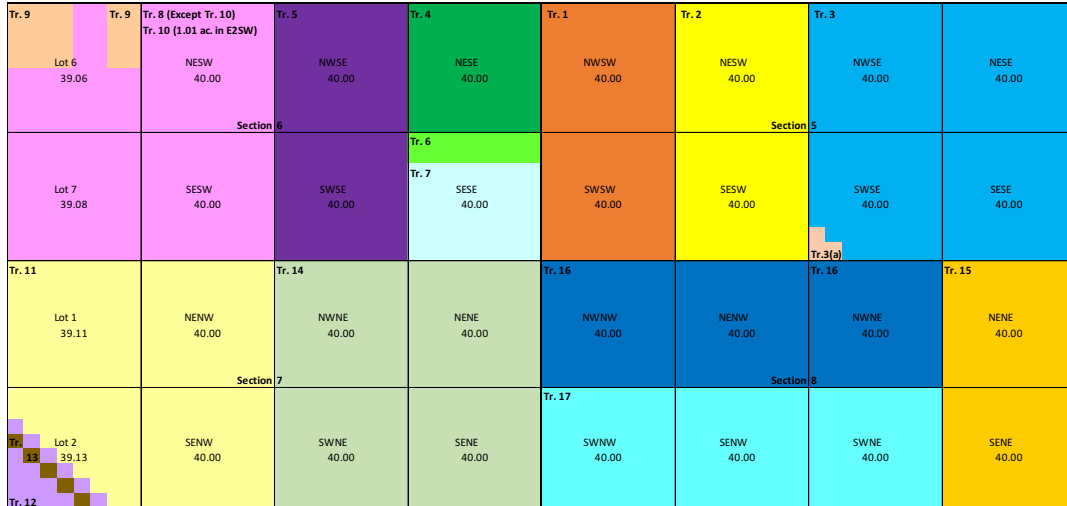 Tr. 9 Tr. 9 Tr. 8 (Except Tr. 10) Tr. 5 Tr. 4 Tr. 1 Tr. 2 Tr. 3
Tr. 10 (1.01 ac. in E2SW)
Lot 6 NESW NWSE NESE NWSW NESW NWSE NESE
39.06 40.00 40.00 40.00 40.00 40.00 40.00 40.00
Section 6 Section 5
Tr. 6
Tr. 7
Lot 7 SESW SWSE SESE SWSW SESW SWSE SESE
39.08 40.00 40.00 40.00 40.00 40.00 40.00 40.00
Tr.3(a)
Tr. 11 Tr. 14 Tr. 16 Tr. 16 Tr. 15
Lot 1 NENW NWNE NENE NWNW NENW NWNE NENE
39.11 40.00 40.00 40.00 40.00 40.00 40.00 40.00
Section 7 Section 8
Tr. 17
Tr. Lot 2 SENW SWNE SENE SWNW SENW SWNE SENE
13 39.13 40.00 40.00 40.00 40.00 40.00 40.00 40.00
Tr. 12